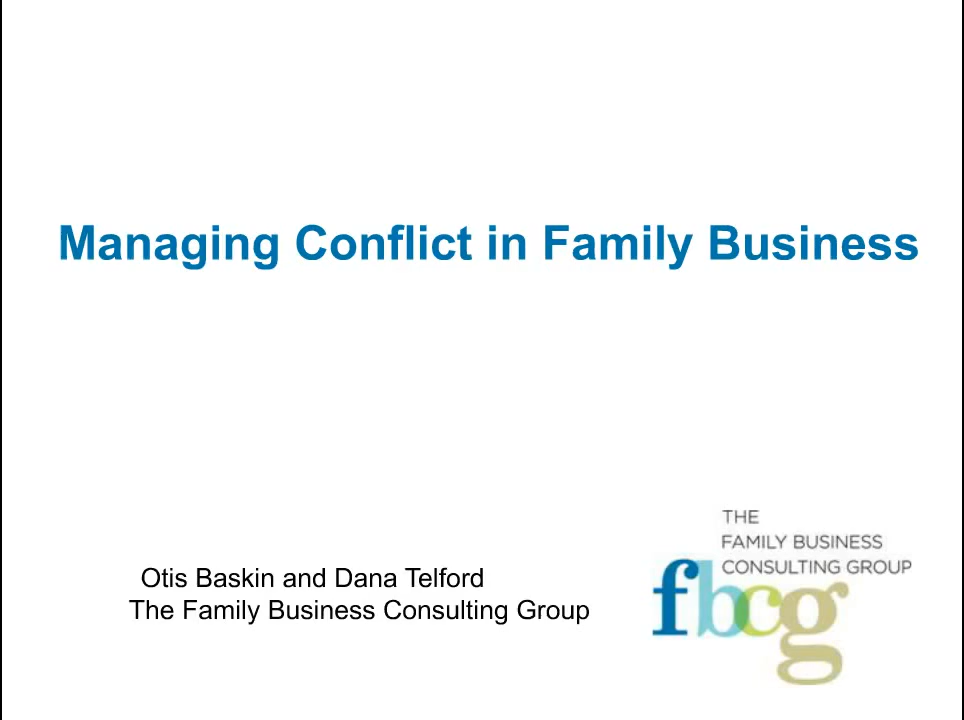 Managing Conflict in Family Business
Otis Baskin and Dana Telford
The Family Business Consulting Group
THE
FAMILY BUSINESS
CONSULTING GROUP
fbcg